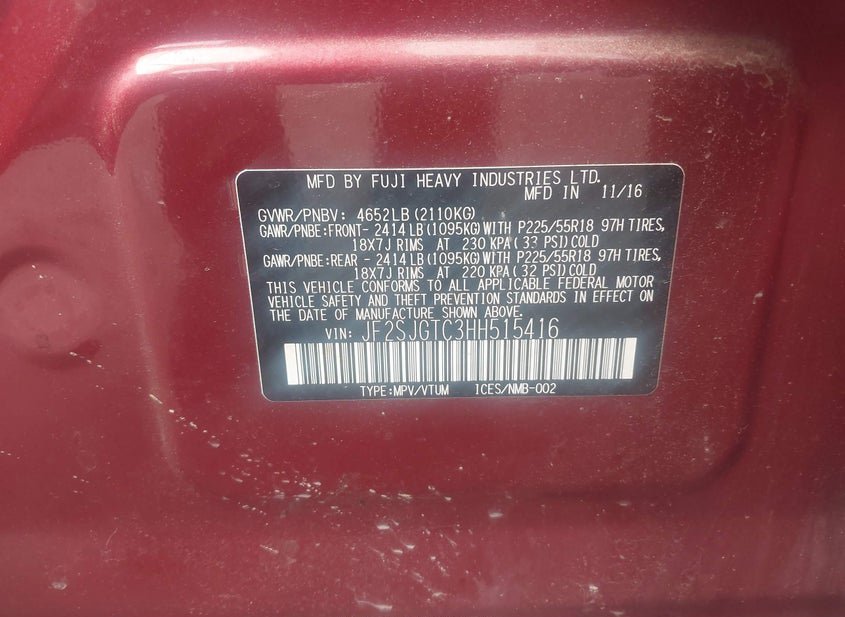 MFD BY FUJI HEAVY INDUSTRIES LTD.
MFD IN 11/16
GVWR/PNBV: 4652LB(2110KG)
GAWR/PNBE:FRONT- 2414LB(1095KG)WITH P225/55R18 97H TIRES,
18X7J RIMS AT 230 KPA(33 PSI)COLD
GAWR/PNBE:REAR - 2414LB(1095KG)WITH P225/55R18 97H TIRES,
18X7J RIMS AT 220 KPA(32 PSI)COLD
THIS VEHICLE CONFORMS TO ALL APPLICABLE FEDERAL MOTOR
VEHICLE SAFETY AND THEFT PREVENTION STANDARDS IN EFFECT ON
THE DATE OF MANUFACTURE SHOWN ABOVE.
VIN: JF2SJGTC3HH515416
TYPE:MPV/VTUM ICES/NMB-002